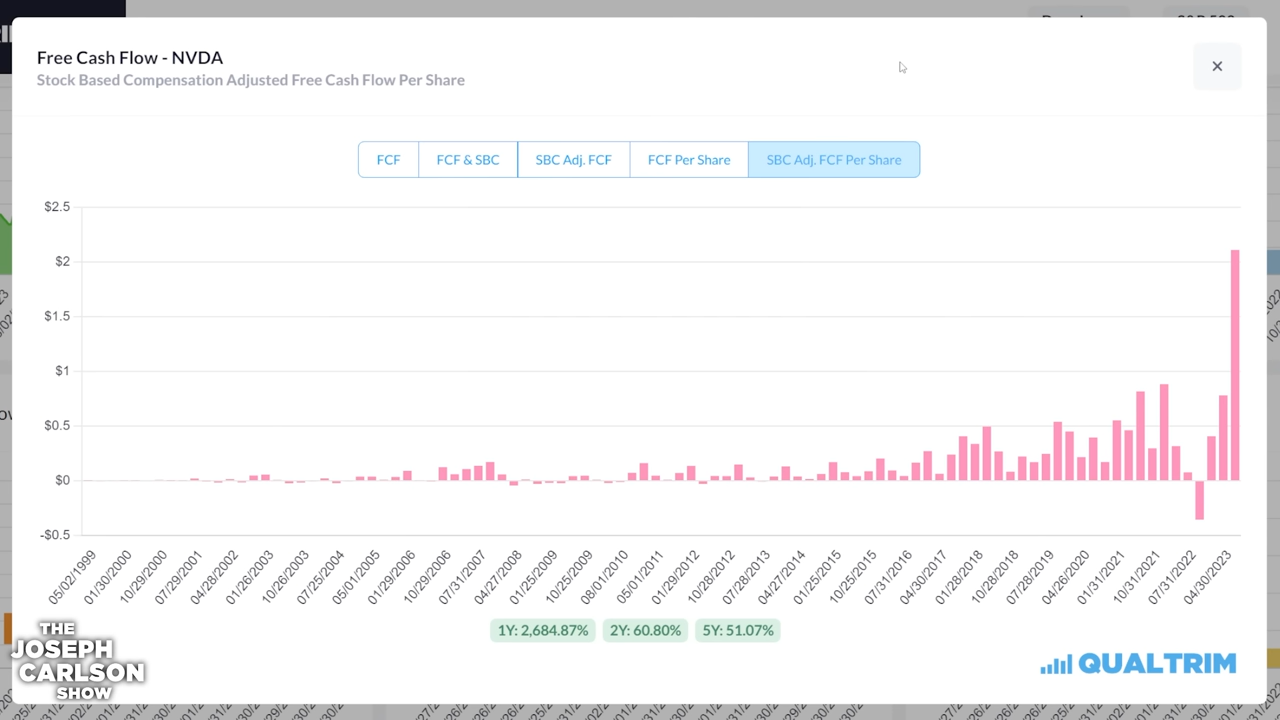 Free Cash Flow - NVDA
Stock Based Compensation Adjusted Free Cash Flow Per Share
FCF
FCF & SBC
SBC Adj. FCF
FCF Per Share
SBC Adj. FCF Per Share
$2.5
$2
$1.5
$1
$0.5
$0
-$0.5
05/02/1999
01/30/2000
10/29/2000
07/29/2001
04/28/2002
01/26/2003
10/26/2003
07/25/2004
05/01/2005
01/29/2006
10/29/2006
07/31/2007
04/27/2008
01/25/2009
10/25/2009
08/01/2010
05/01/2011
01/29/2012
10/28/2012
07/28/2013
04/27/2014
01/25/2015
10/25/2015
07/31/2016
04/30/2017
01/28/2018
10/28/2018
07/28/2019
04/26/2020
01/31/2021
10/31/2021
07/31/2022
04/30/2023
1Y: 2,684.87%
2Y: 60.80%
5Y: 51.07%
THE
JOSEPH
CARLSON
SHOW
QUALTRIM